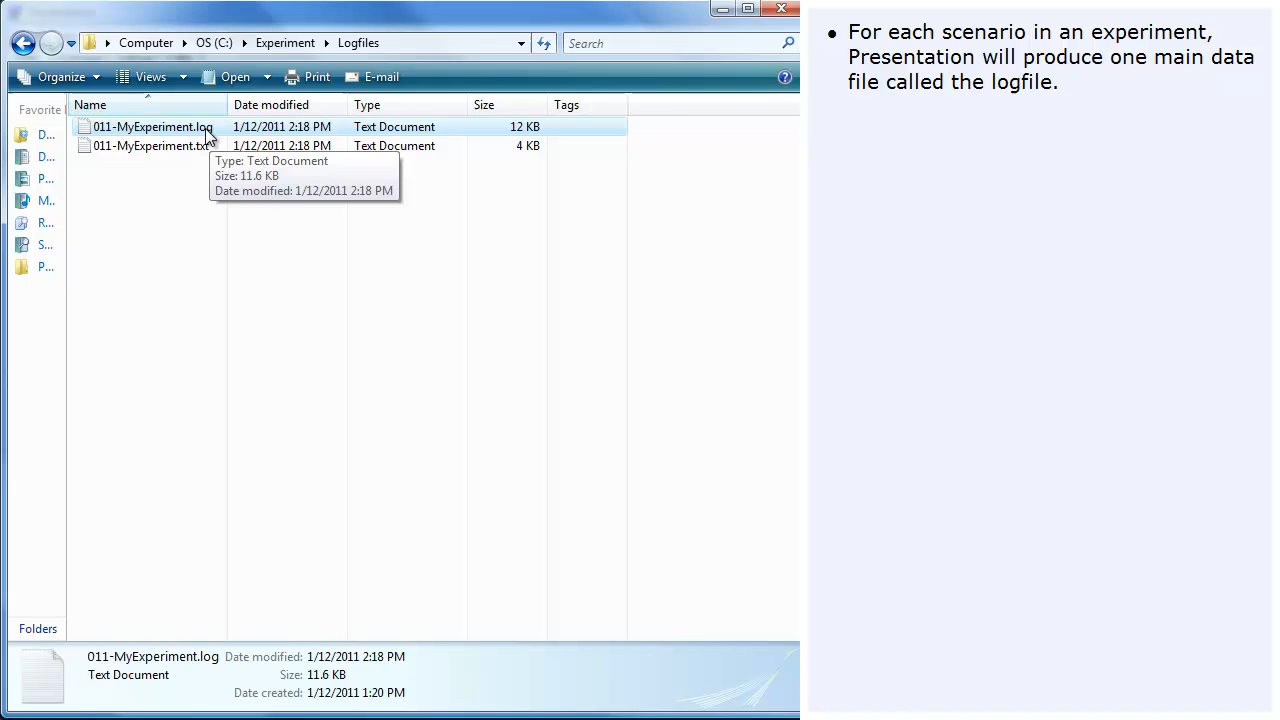 Computer OS (C:) Experiment Logfiles Search
Organize Views Open Print E-mail
Favorite
Name Date modified Type Size Tags
011-MyExperiment.log 1/12/2011 2:18 PM Text Document 12 KB
011-MyExperiment.txt 1/12/2011 2:18 PM Text Document 4 KB
Type: Text Document
Size: 11.6 KB
Date modified: 1/12/2011 2:18 PM
D...
D...
P...
M...
R...
S...
P...
Folders
011-MyExperiment.log Date modified: 1/12/2011 2:18 PM
Text Document Size: 11.6 KB
Date created: 1/12/2011 1:20 PM
• For each scenario in an experiment,
Presentation will produce one main data
file called the logfile.